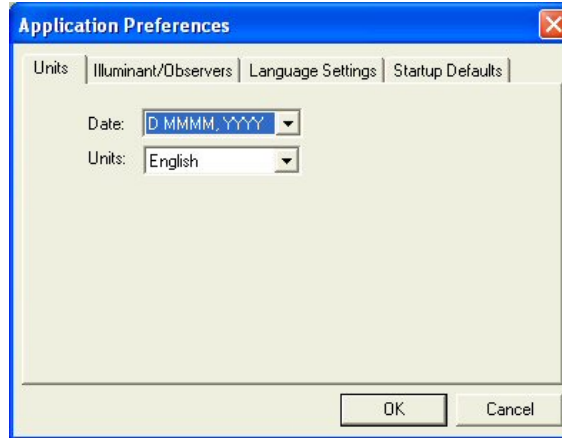 Application Preferences
Units Illuminant/Observers Language Settings Startup Defaults
Date: D MMMM, YYYY
Units: English
OK Cancel